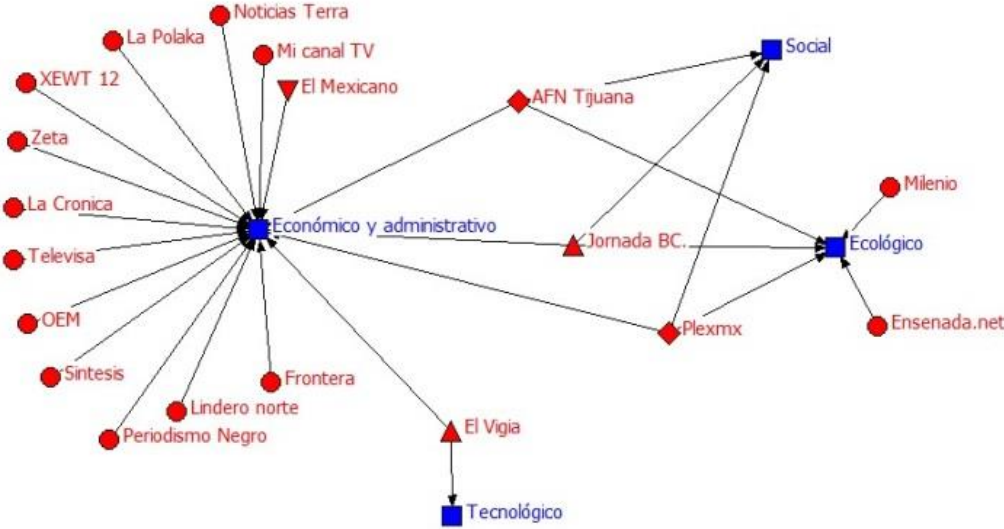 Noticias Terra
La Polaka
Mi canal TV
Social
XEWT 12
El Mexicano
AFN Tijuana
Zeta
Milenio
La Cronica
Económico y administrativo
Jornada BC.
Ecológico
Televisa
OEM
Ensenada.net
Plexmx
Sintesis
Frontera
Lindero norte
Periodismo Negro
El Vigia
Tecnológico